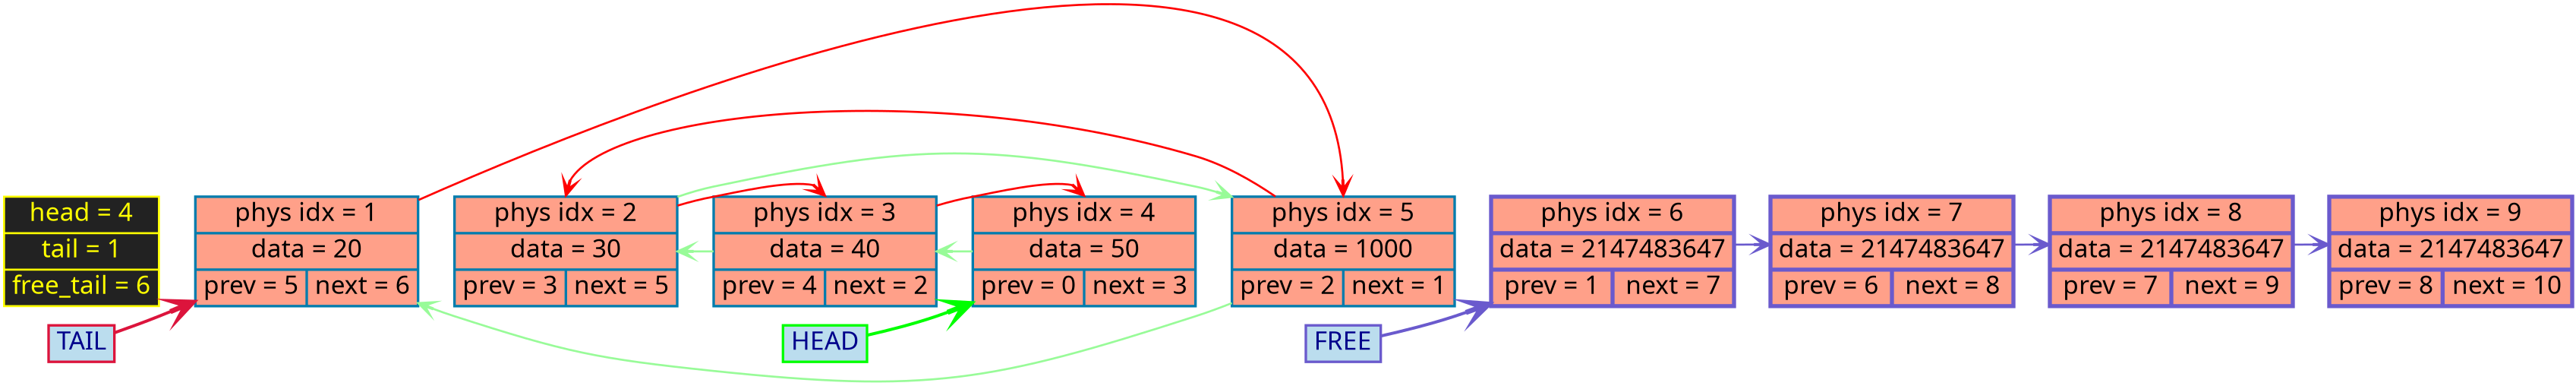 head = 4
tail = 1
free_tail = 6
phys idx = 1
data = 20
prev = 5 next = 6
phys idx = 2
data = 30
prev = 3 next = 5
phys idx = 3
data = 40
prev = 4 next = 2
phys idx = 4
data = 50
prev = 0 next = 3
phys idx = 5
data = 1000
prev = 2 next = 1
phys idx = 6
data = 2147483647
prev = 1 next = 7
phys idx = 7
data = 2147483647
prev = 6 next = 8
phys idx = 8
data = 2147483647
prev = 7 next = 9
phys idx = 9
data = 2147483647
prev = 8 next = 10
TAIL
HEAD
FREE